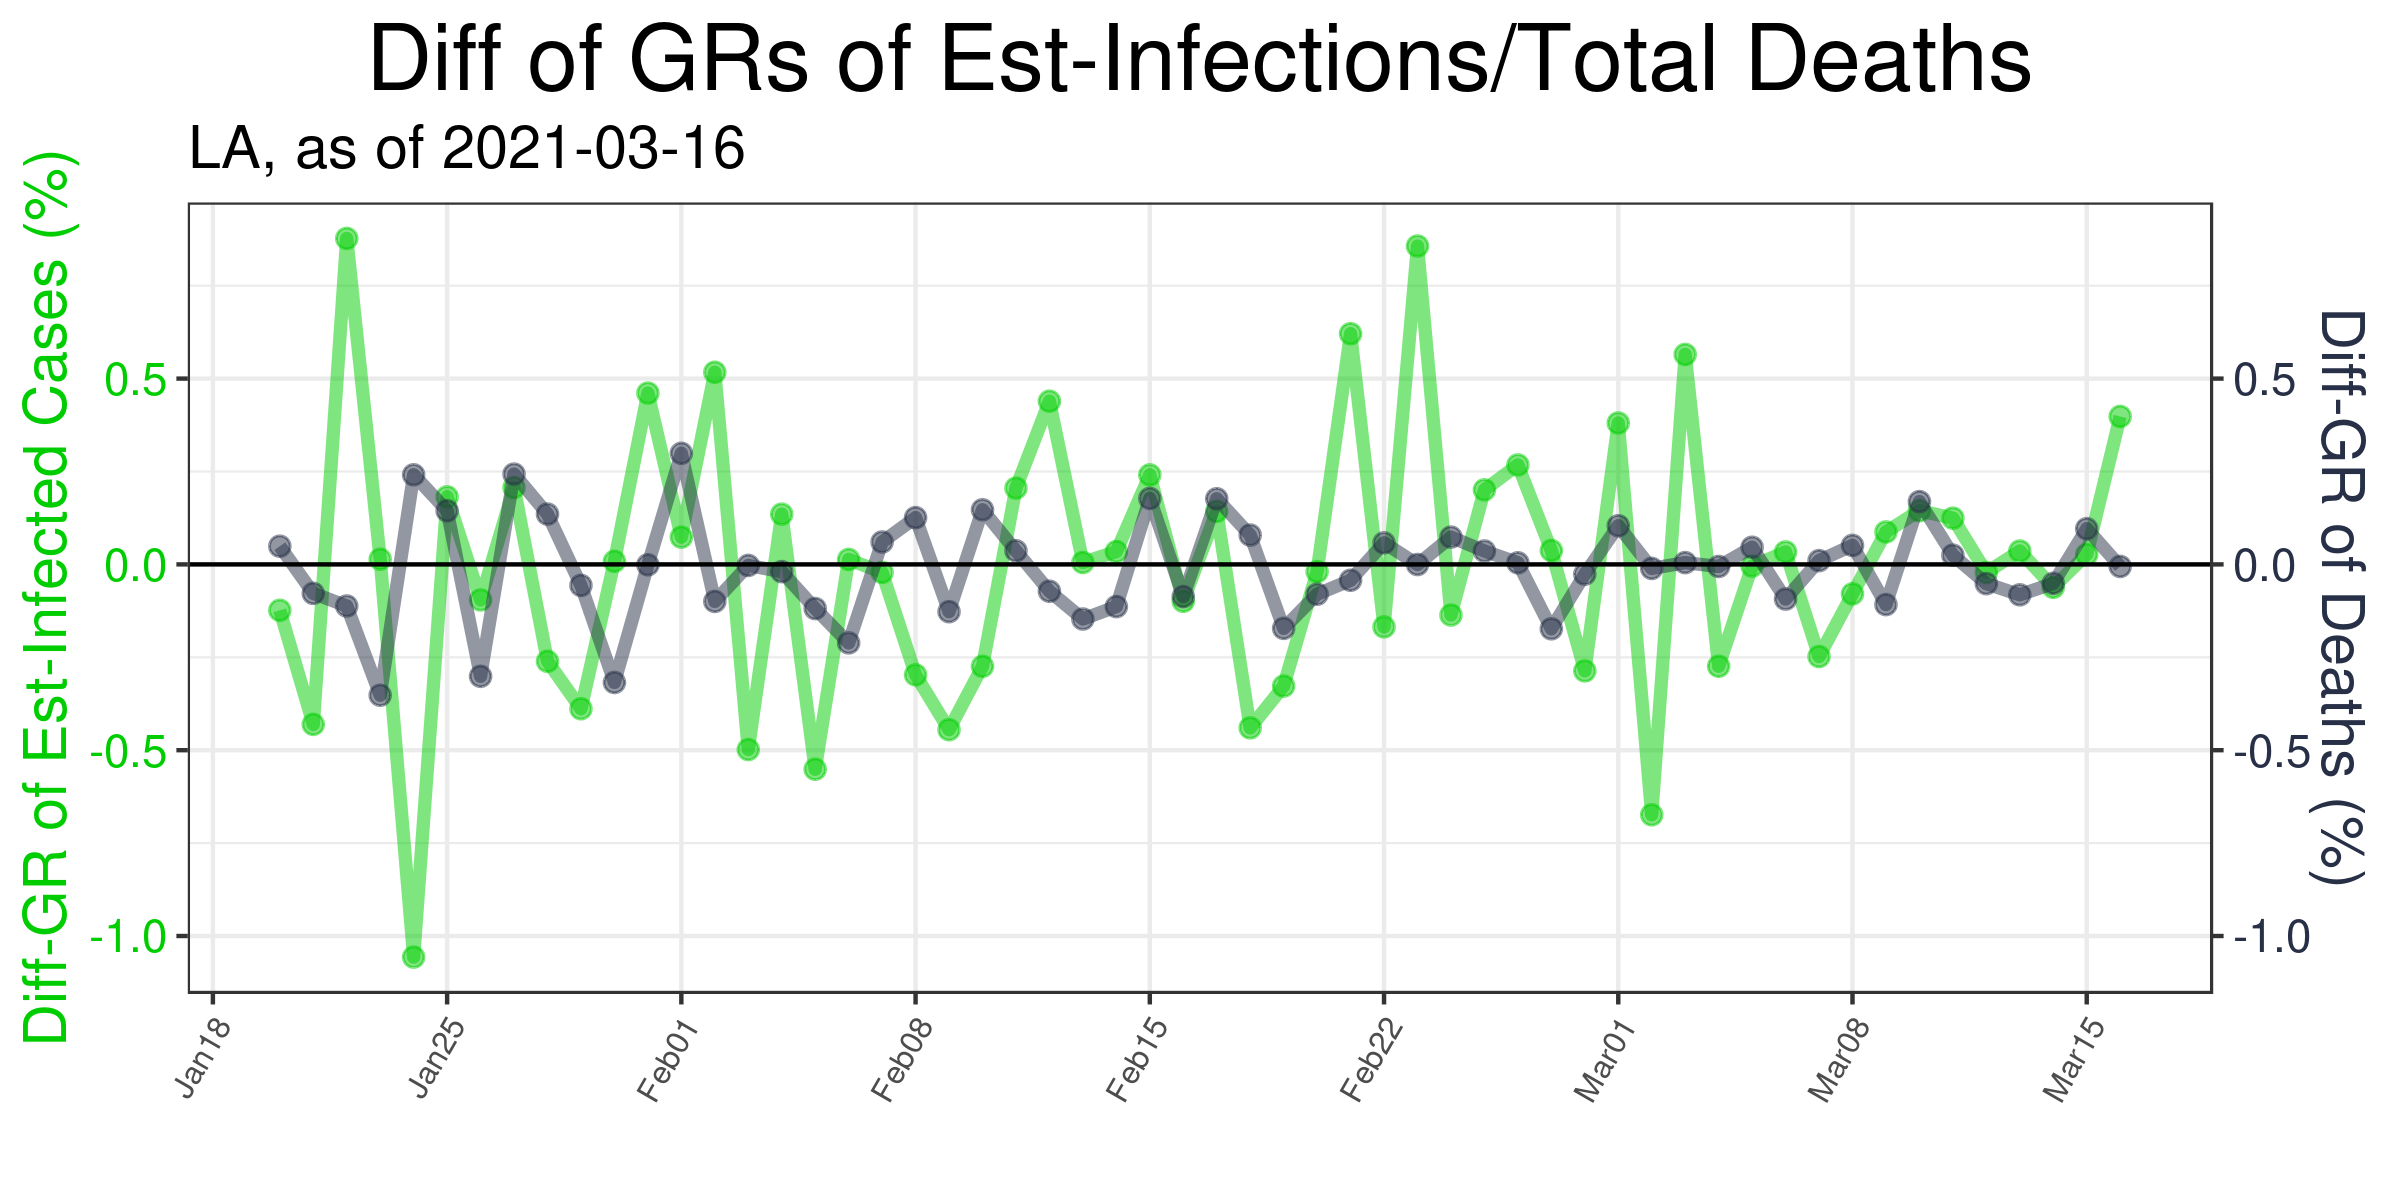 Diff of GRs of Est-Infections/Total Deaths
LA, as of 2021-03-16
Diff-GR of Est-Infected Cases (%)
0.5
0.0
-0.5
-1.0
0.5
0.0
-0.5
-1.0
Diff-GR of Deaths (%)
Jan18
Jan25
Feb01
Feb08
Feb15
Feb22
Mar01
Mar08
Mar15